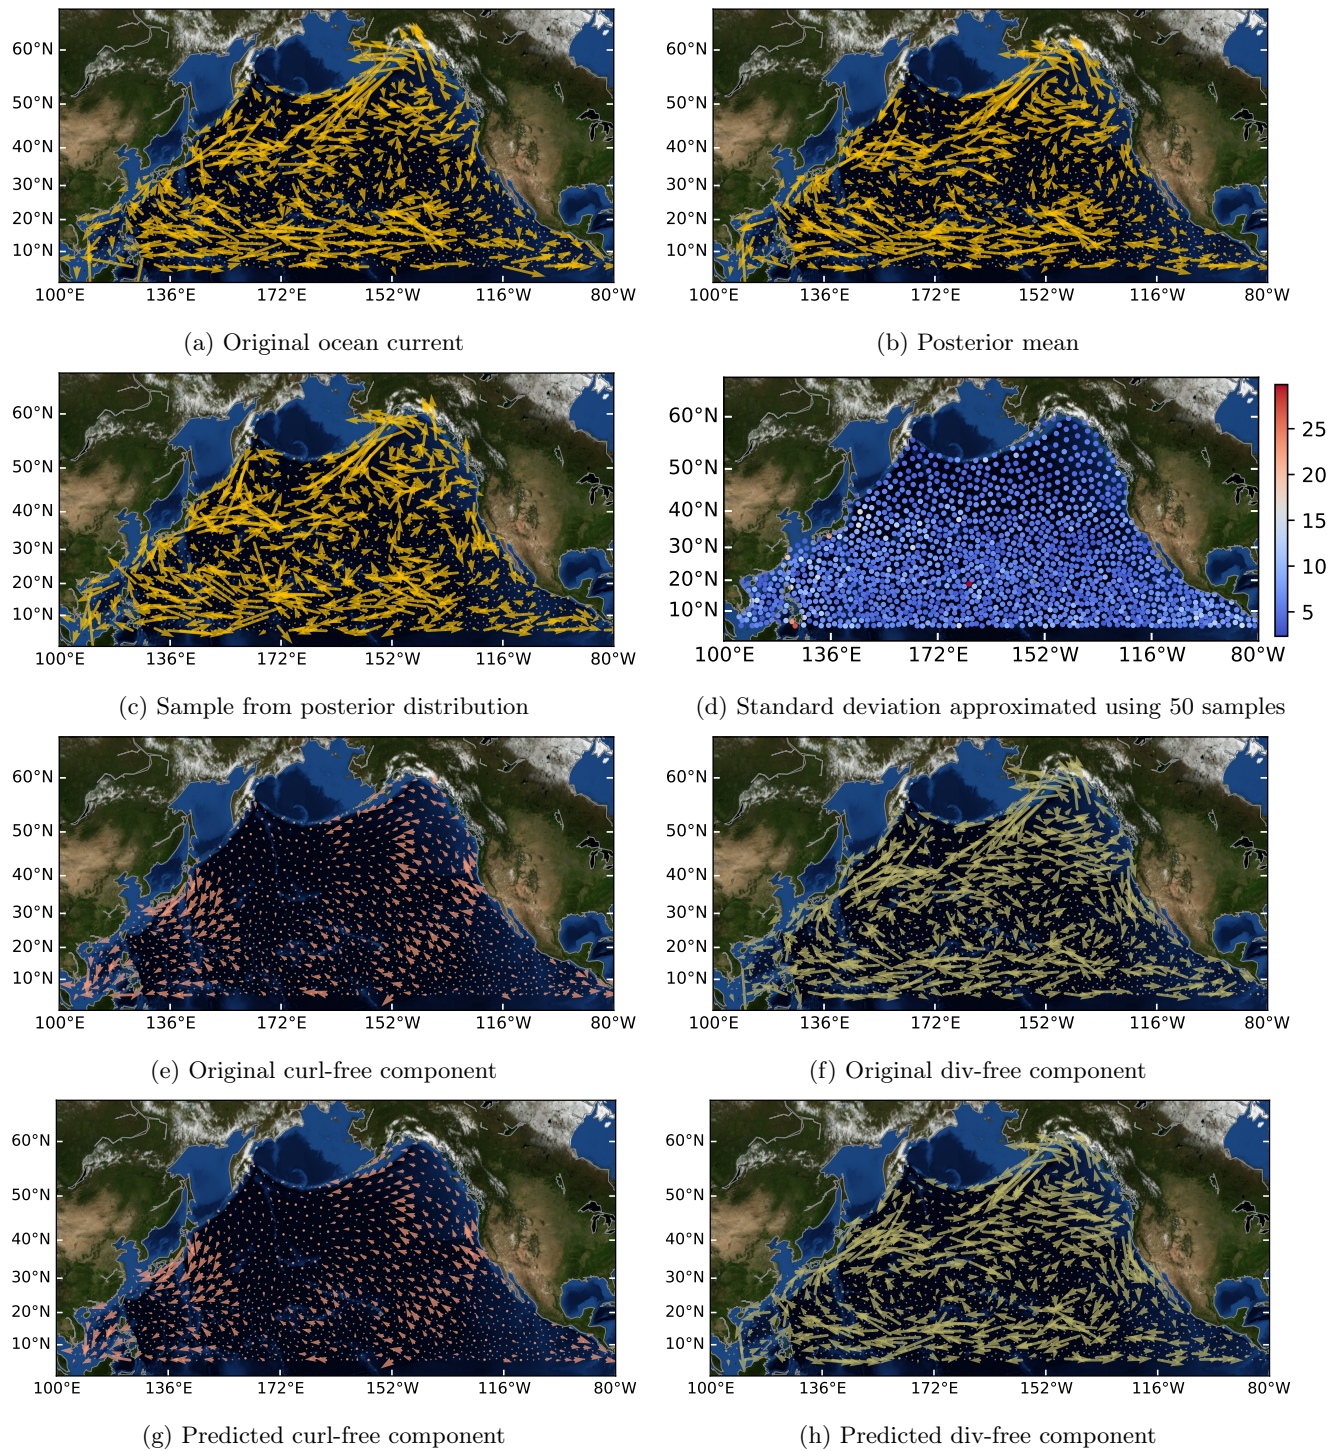 60°N
50°N
40°N
30°N
20°N
10°N
100°E 136°E 172°E 152°W 116°W 80°W
(a) Original ocean current
60°N
50°N
40°N
30°N
20°N
10°N
100°E 136°E 172°E 152°W 116°W 80°W
(b) Posterior mean
60°N
50°N
40°N
30°N
20°N
10°N
100°E 136°E 172°E 152°W 116°W 80°W
(c) Sample from posterior distribution
60°N
50°N
40°N
30°N
20°N
10°N
100°E 136°E 172°E 152°W 116°W 80°W
25
20
15
10
5
(d) Standard deviation approximated using 50 samples
60°N
50°N
40°N
30°N
20°N
10°N
100°E 136°E 172°E 152°W 116°W 80°W
(e) Original curl-free component
60°N
50°N
40°N
30°N
20°N
10°N
100°E 136°E 172°E 152°W 116°W 80°W
(f) Original div-free component
60°N
50°N
40°N
30°N
20°N
10°N
100°E 136°E 172°E 152°W 116°W 80°W
(g) Predicted curl-free component
60°N
50°N
40°N
30°N
20°N
10°N
100°E 136°E 172°E 152°W 116°W 80°W
(h) Predicted div-free component